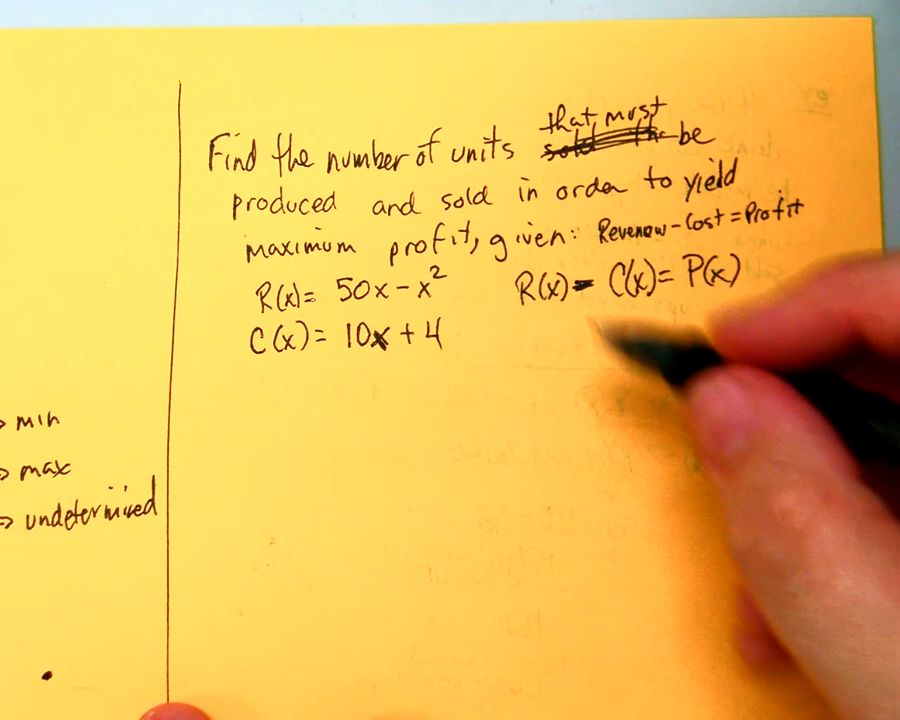 Find the number of units that must be
produced and sold in order to yield
maximum profit, given: Revenow - Cost = Profit
R(x) = 50x - x² R(x) - C(x) = P(x)
C(x) = 10x + 4
⇒ min
⇒ max
⇒ undetermined